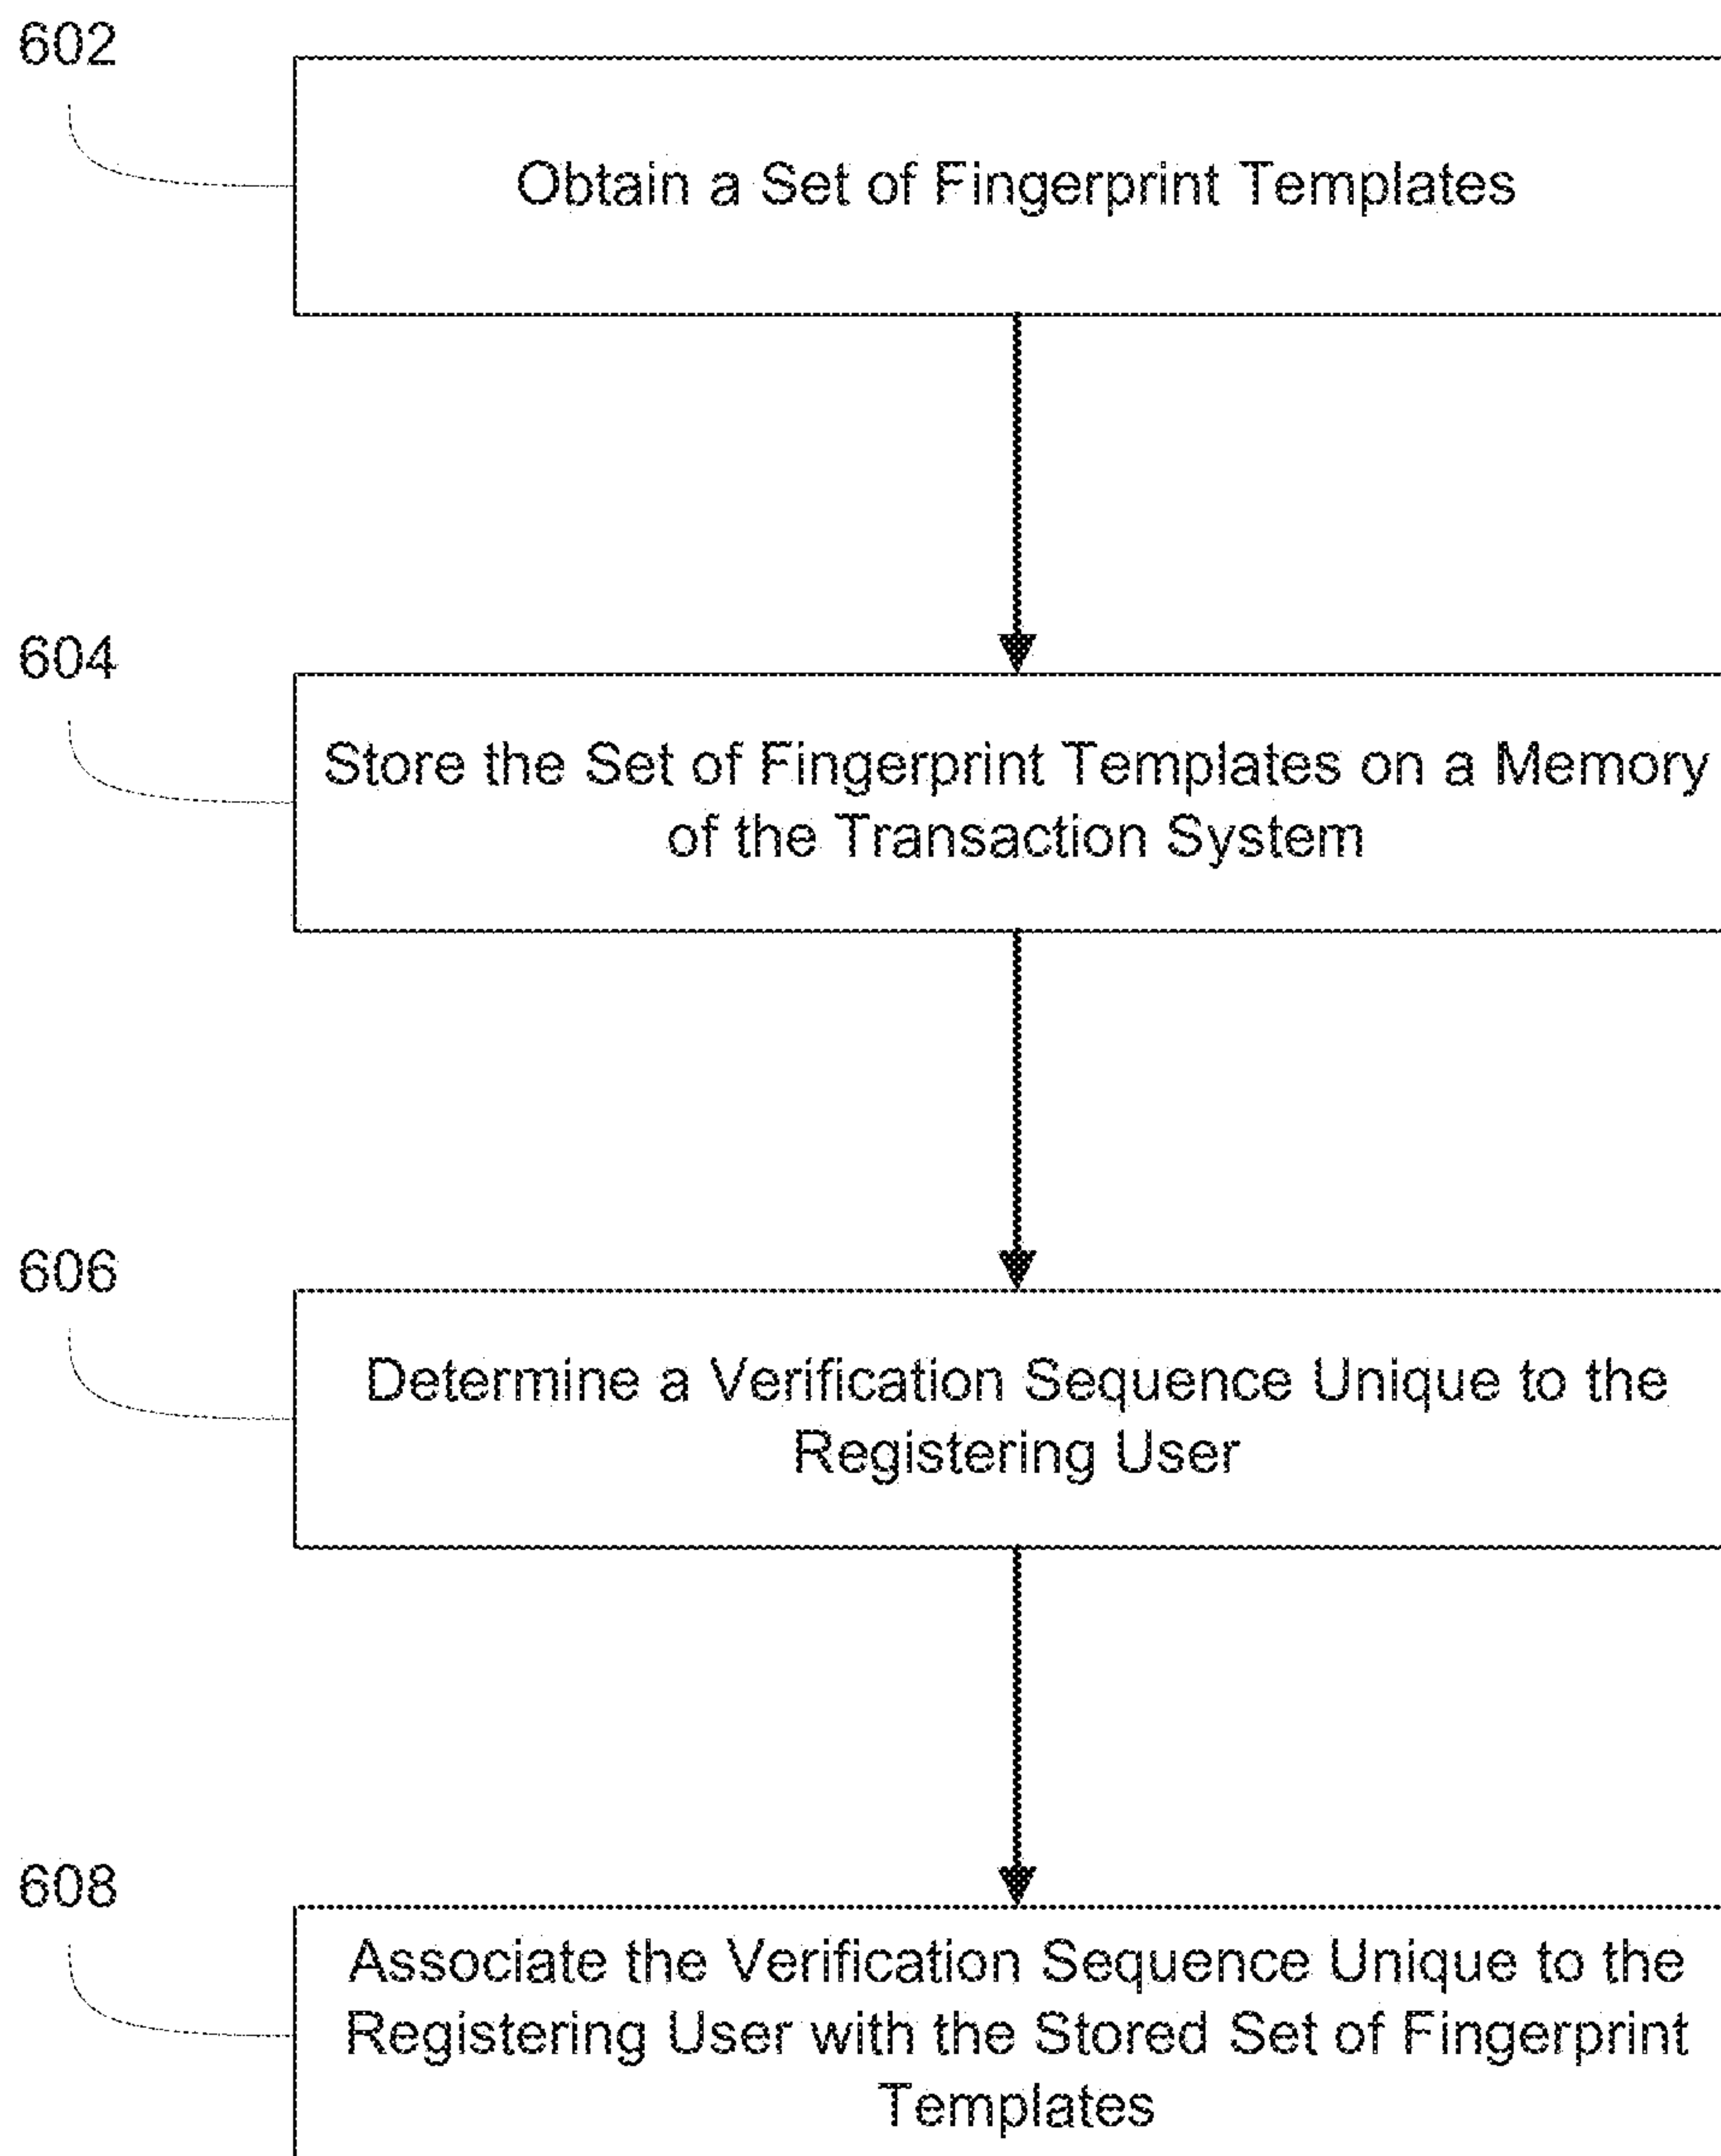 602
Obtain a Set of Fingerprint Templates
604
Store the Set of Fingerprint Templates on a Memory
of the Transaction System
606
Determine a Verification Sequence Unique to the
Registering User
608
Associate the Verification Sequence Unique to the
Registering User with the Stored Set of Fingerprint
Templates